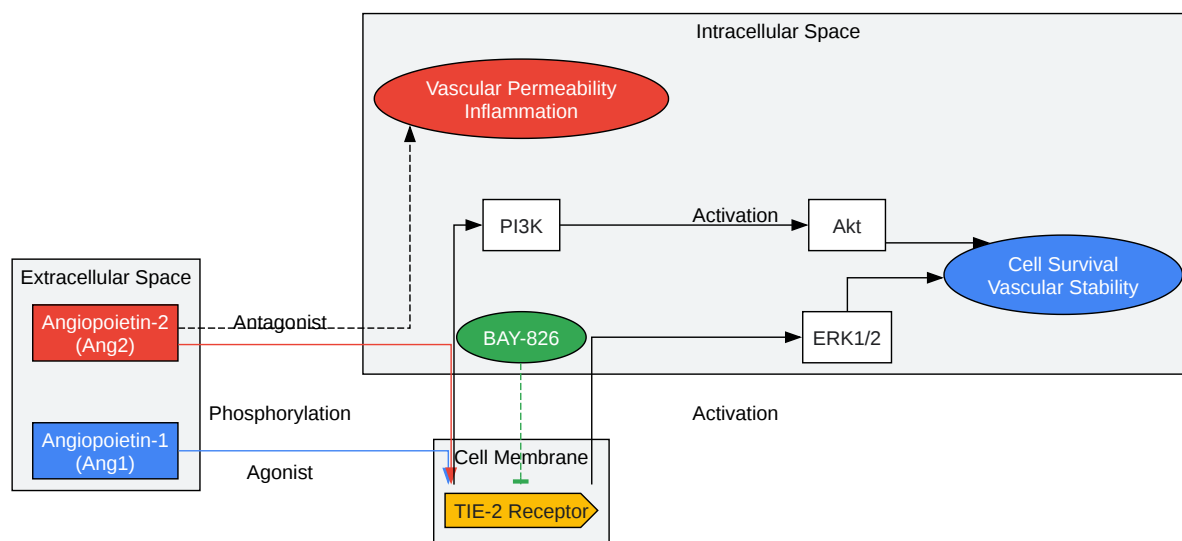 Intracellular Space
Vascular Permeability
Inflammation
PI3K
Activation
Akt
Cell Survival
Vascular Stability
Extracellular Space
Angiopoietin-2
(Ang2)
Antagonist
BAY-826
ERK1/2
Phosphorylation
Activation
Angiopoietin-1
(Ang1)
Agonist
Cell Membrane
TIE-2 Receptor